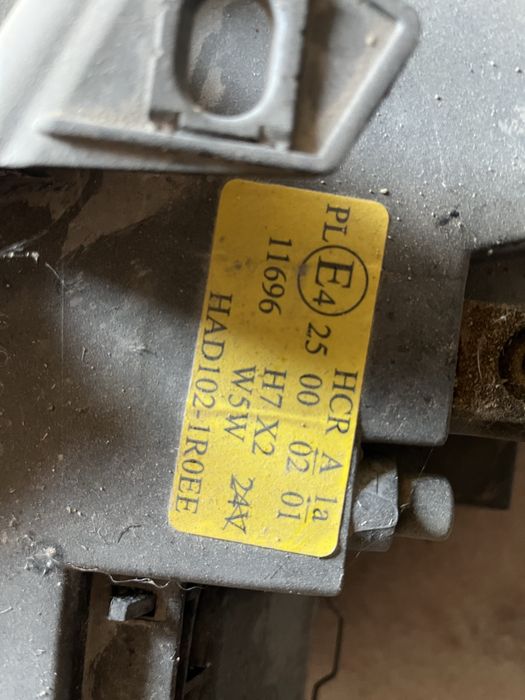 HCR A 1a
PL E4 25 00 02 01
11696 H7 X2
W5W 24V
HAD102-1R0EE